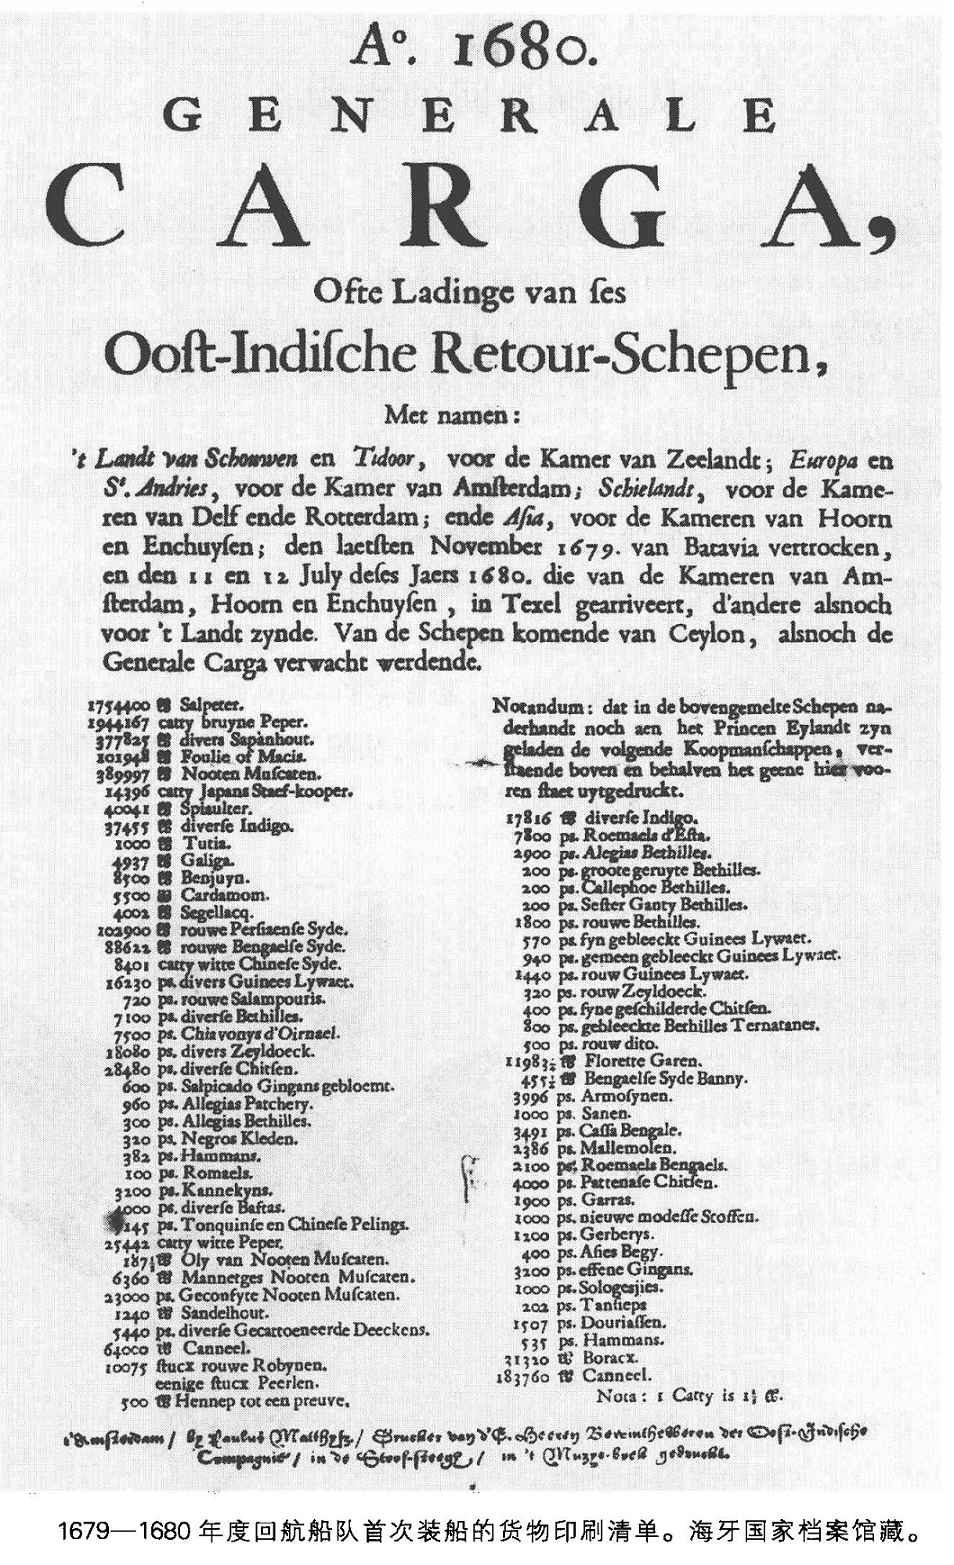 Aº. 1680.
GENERALE
CARGA,
Ofte Ladinge van ſes
Ooſt-Indiſche Retour-Schepen,
Met namen:
't Landt van Schouwen en Tidoor, voor de Kamer van Zeelandt; Europa en
Sᵗ. Andries, voor de Kamer van Amſterdam; Schielandt, voor de Kame-
ren van Delf ende Rotterdam; ende Aſia, voor de Kameren van Hoorn
en Enchuyſen; den laetſten November 1679. van Batavia vertrocken,
en den 11 en 12 July deſes Jaers 1680. die van de Kameren van Am-
ſterdam, Hoorn en Enchuyſen, in Texel gearriveert, d'andere alsnoch
voor 't Landt zynde. Van de Schepen komende van Ceylon, alsnoch de
Generale Carga verwacht werdende.
1754400 ℔ Salpeter.
1944167 catty bruyne Peper.
377825 ℔ divers Sapanhout.
101948 ℔ Foulie of Macis.
389997 ℔ Nooten Muſcaten.
14396 catty Japans Staef-kooper.
40041 ℔ Spiaulter.
37455 ℔ diverſe Indigo.
1000 ℔ Tutia.
4937 ℔ Galiga.
8500 ℔ Benjuyn.
5500 ℔ Cardamom.
4002 ℔ Segellacq.
102900 ℔ rouwe Perſiaenſe Syde.
88622 ℔ rouwe Bengaelſe Syde.
8401 catty witte Chineſe Syde.
16230 ps. divers Guinees Lywaet.
720 ps. rouwe Salampouris.
7100 ps. diverſe Bethilles.
7500 ps. Chiavonys d'Oirnael.
18080 ps. divers Zeyldoeck.
28480 ps. diverſe Chitſen.
600 ps. Salpicado Gingans gebloemt.
960 ps. Allegias Patchery.
300 ps. Allegias Bethilles.
320 ps. Negros Kleden.
382 ps. Hammans.
100 ps. Romaels.
3200 ps. Kannekyns.
4000 ps. diverſe Baftas.
145 ps. Tonquinſe en Chineſe Pelings.
25442 catty witte Peper.
187½ ℔ Oly van Nooten Muſcaten.
6360 ℔ Mannetges Nooten Muſcaten.
23000 ps. Geconfyte Nooten Muſcaten.
1240 ℔ Sandelhout.
5440 ps. diverſe Gecattoeneerde Deeckens.
64000 ℔ Canneel.
10075 ſtucx rouwe Robynen.
eenige ſtucx Peerlen.
500 ℔ Hennep tot een preuve.
Notandum: dat in de bovengemelte Schepen na-
derhandt noch aen het Princen Eylandt zyn
geladen de volgende Koopmanſchappen, ver-
ſtaende boven en behalven het geene hier voo-
ren ſtaet uytgedruckt.
17816 ℔ diverſe Indigo.
7800 ps. Roemaels d'Eſta.
2900 ps. Alegias Bethilles.
200 ps. groote geruyte Bethilles.
200 ps. Callephoe Bethilles.
200 ps. Seſter Ganty Bethilles.
1800 ps. rouwe Bethilles.
570 ps. fyn gebleeckt Guinees Lywaet.
940 ps. gemeen gebleeckt Guinees Lywaet.
1440 ps. rouw Guinees Lywaet.
320 ps. rouw Zeyldoeck.
400 ps. fyne geſchilderde Chitſen.
800 ps. gebleeckte Bethilles Ternatanes.
500 ps. rouw dito.
11983½ ℔ Florette Garen.
455½ ℔ Bengaelſe Syde Banny.
3996 ps. Armoſynen.
1000 ps. Sanen.
3491 ps. Caſſa Bengale.
2386 ps. Mallemolen.
2100 ps. Roemaels Bengaels.
4000 ps. Pattenaſe Chitſen.
1900 ps. Garras.
1000 ps. nieuwe modeſſe Stoffen.
1200 ps. Gerberys.
400 ps. Aſies Begy.
3200 ps. effene Gingans.
1000 ps. Sologesjies.
202 ps. Tanſieps
1507 ps. Douriaſſen.
535 ps. Hammans.
31320 ℔ Boracx.
183760 ℔ Canneel.
Nota: 1 Catty is 1¼ ℔.
t'Amſterdam / by Paulus Matthyſz / Drucker van d'E. Heeren Bewinthebberen der Ooſt-Indiſche
Compagnie / in de Stoof-ſteegh / in 't Muzyc-boek gedruckt.
1679—1680 年度回航船队首次装船的货物印刷清单。海牙国家档案馆藏。